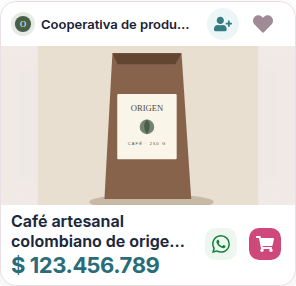 O
Cooperativa de produ...
ORIGEN
CAFÉ · 250 G
Café artesanal
colombiano de orige...
$ 123.456.789